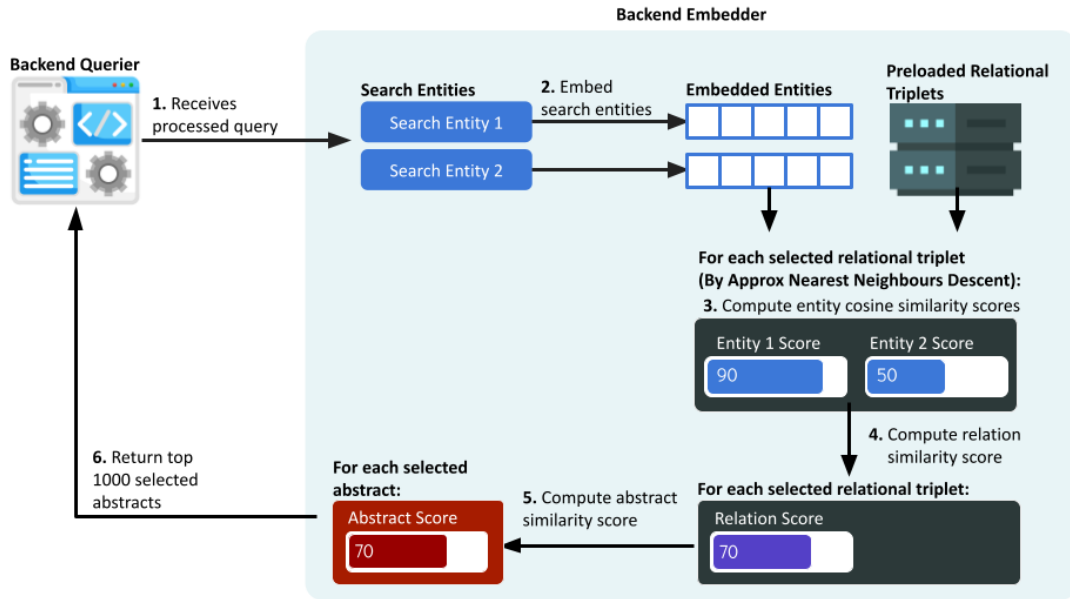 Backend Embedder
Backend Querier
1. Receives
processed query
Search Entities
Search Entity 1
Search Entity 2
2. Embed
search entities
Embedded Entities
Preloaded Relational
Triplets
For each selected relational triplet
(By Approx Nearest Neighbours Descent):
3. Compute entity cosine similarity scores
Entity 1 Score
90
Entity 2 Score
50
4. Compute relation
similarity score
For each selected relational triplet:
Relation Score
70
5. Compute abstract
similarity score
For each selected
abstract:
Abstract Score
70
6. Return top
1000 selected
abstracts